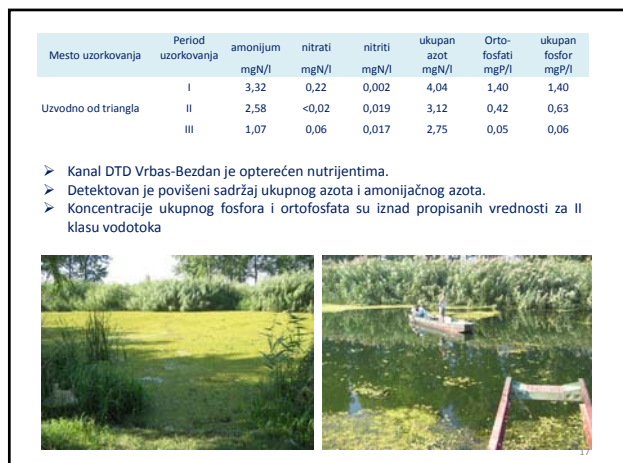 Mesto uzorkovanja Period uzorkovanja amonijum nitrati nitriti ukupan azot Orto-fosfati ukupan fosfor
mgN/l mgN/l mgN/l mgN/l mgP/l mgP/l
I 3,32 0,22 0,002 4,04 1,40 1,40
Uzvodno od triangla II 2,58 <0,02 0,019 3,12 0,42 0,63
III 1,07 0,06 0,017 2,75 0,05 0,06
➢ Kanal DTD Vrbas-Bezdan je opterećen nutrijentima.
➢ Detektovan je povišeni sadržaj ukupnog azota i amonijačnog azota.
➢ Koncentracije ukupnog fosfora i ortofosfata su iznad propisanih vrednosti za II
klasu vodotoka
17